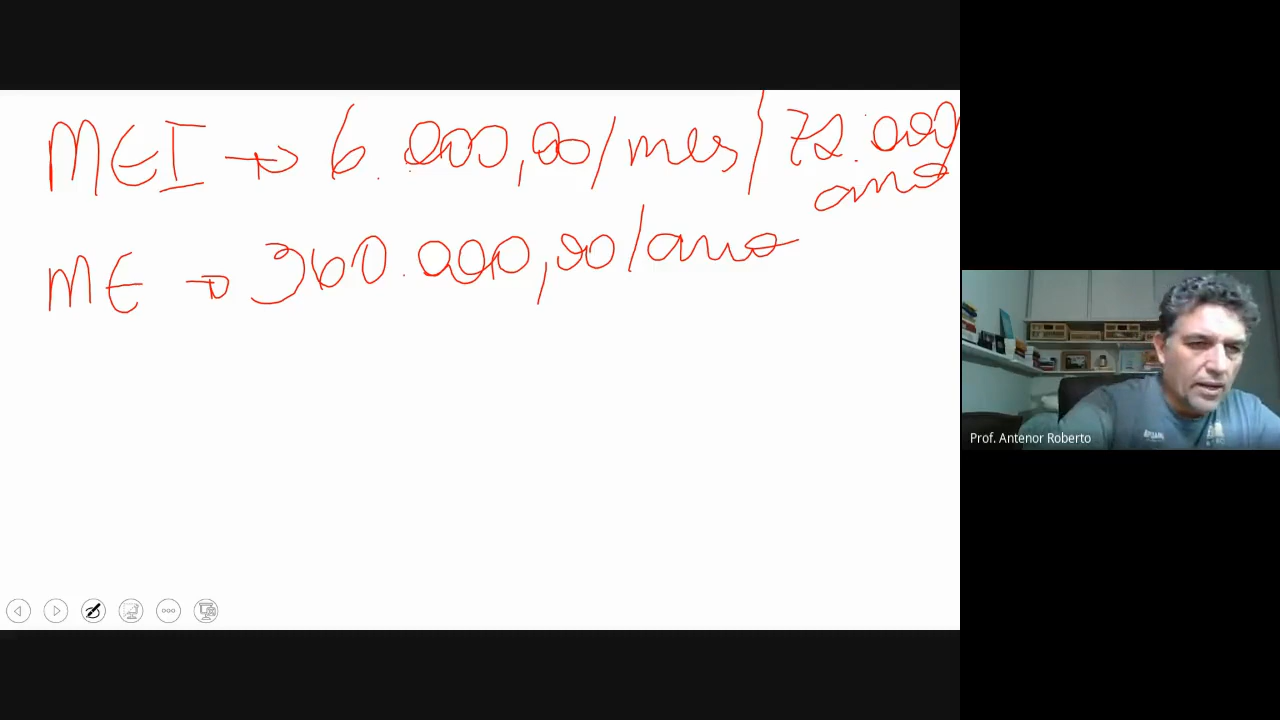 MEI → 6.000,00/mes/72.000
ano
ME → 360.000,00/ano
Prof. Antenor Roberto